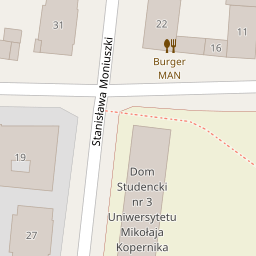 22
31
11
16
Burger
MAN
Stanisława Moniuszki
19
Dom
Studencki
nr 3
Uniwersytetu
Mikołaja
Kopernika
27